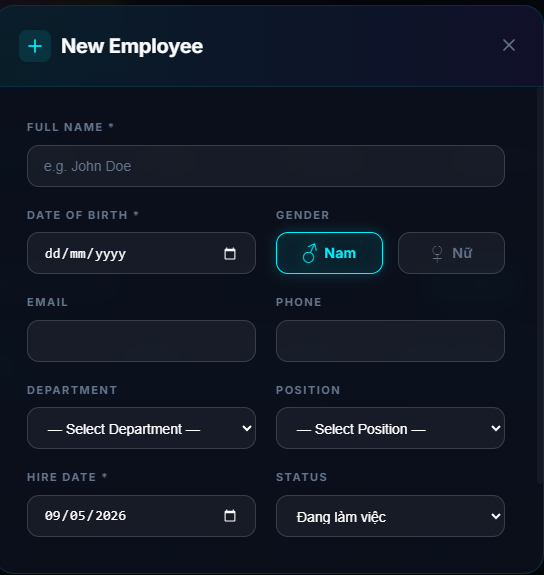 New Employee
FULL NAME *
e.g. John Doe
DATE OF BIRTH * GENDER
dd/mm/yyyy ♂ Nam ♀ Nữ
EMAIL PHONE
DEPARTMENT POSITION
— Select Department — — Select Position —
HIRE DATE * STATUS
09/05/2026 Đang làm việc